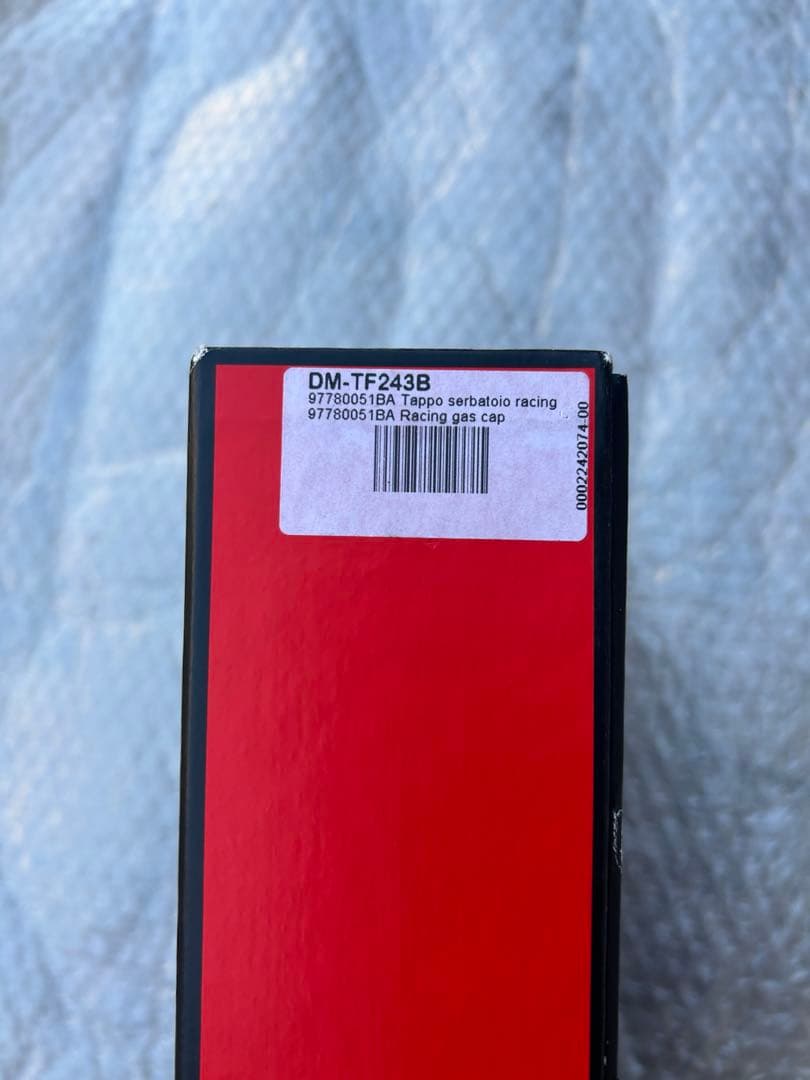 DM-TF243B
97780051BA Tappo serbatoio racing
97780051BA Racing gas cap
0002242074-00